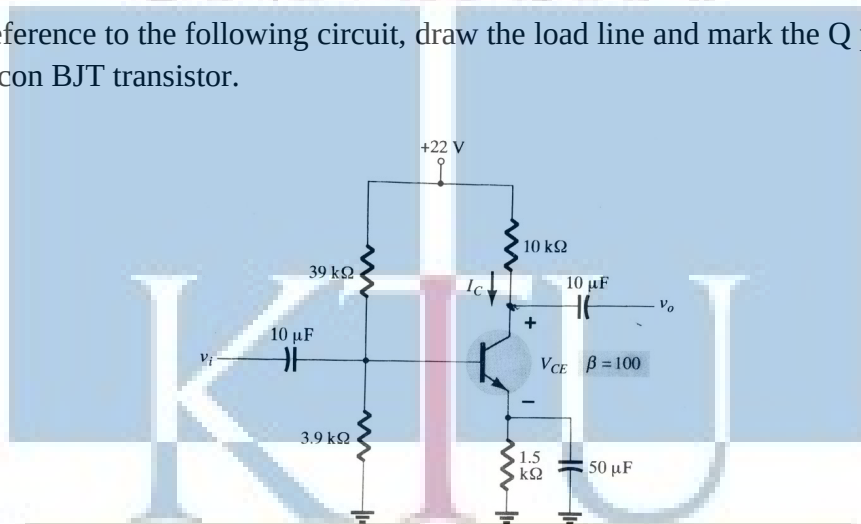 eference to the following circuit, draw the load line and mark the Q
con BJT transistor.
+22 V
10 kΩ
39 kΩ
I_C
10 μF
v_o
10 μF
+
v_i
V_CE
β = 100
−
3.9 kΩ
1.5
kΩ
50 μF
KTU